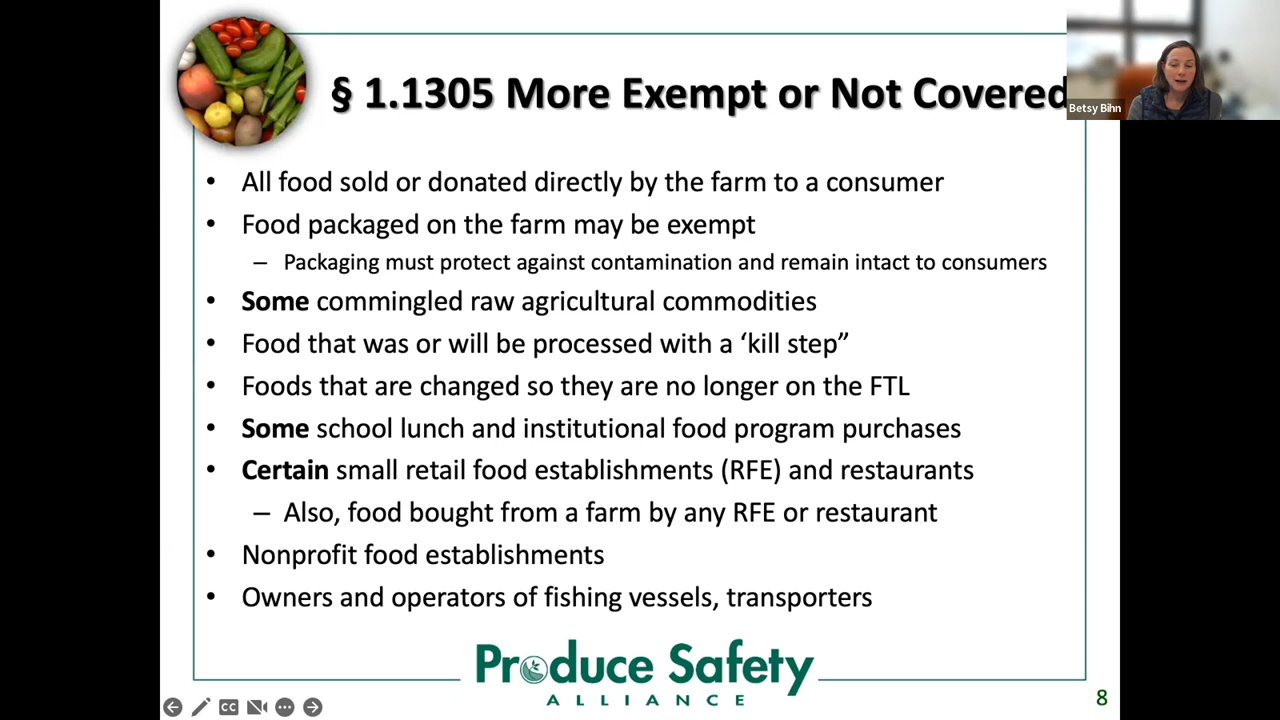 § 1.1305 More Exempt or Not Covered
Betsy Bihn
• All food sold or donated directly by the farm to a consumer
• Food packaged on the farm may be exempt
– Packaging must protect against contamination and remain intact to consumers
• Some commingled raw agricultural commodities
• Food that was or will be processed with a ‘kill step”
• Foods that are changed so they are no longer on the FTL
• Some school lunch and institutional food program purchases
• Certain small retail food establishments (RFE) and restaurants
– Also, food bought from a farm by any RFE or restaurant
• Nonprofit food establishments
• Owners and operators of fishing vessels, transporters
Produce Safety
ALLIANCE
CC
8